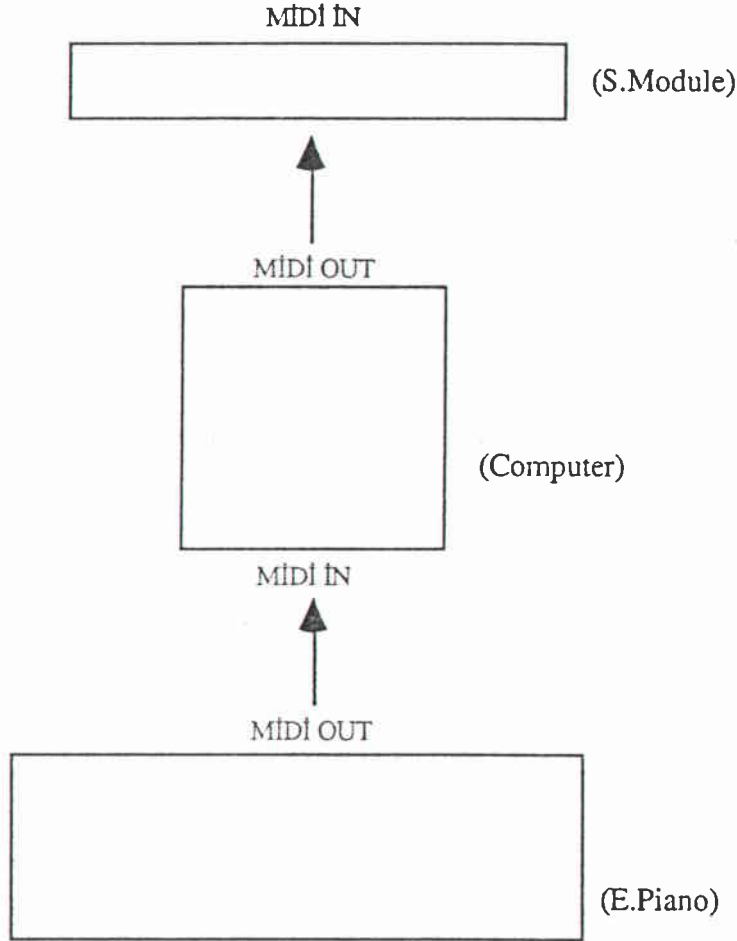 MİDİ İN
(S.Module)
MİDİ OUT
(Computer)
MİDİ İN
MİDİ OUT
(E.Piano)